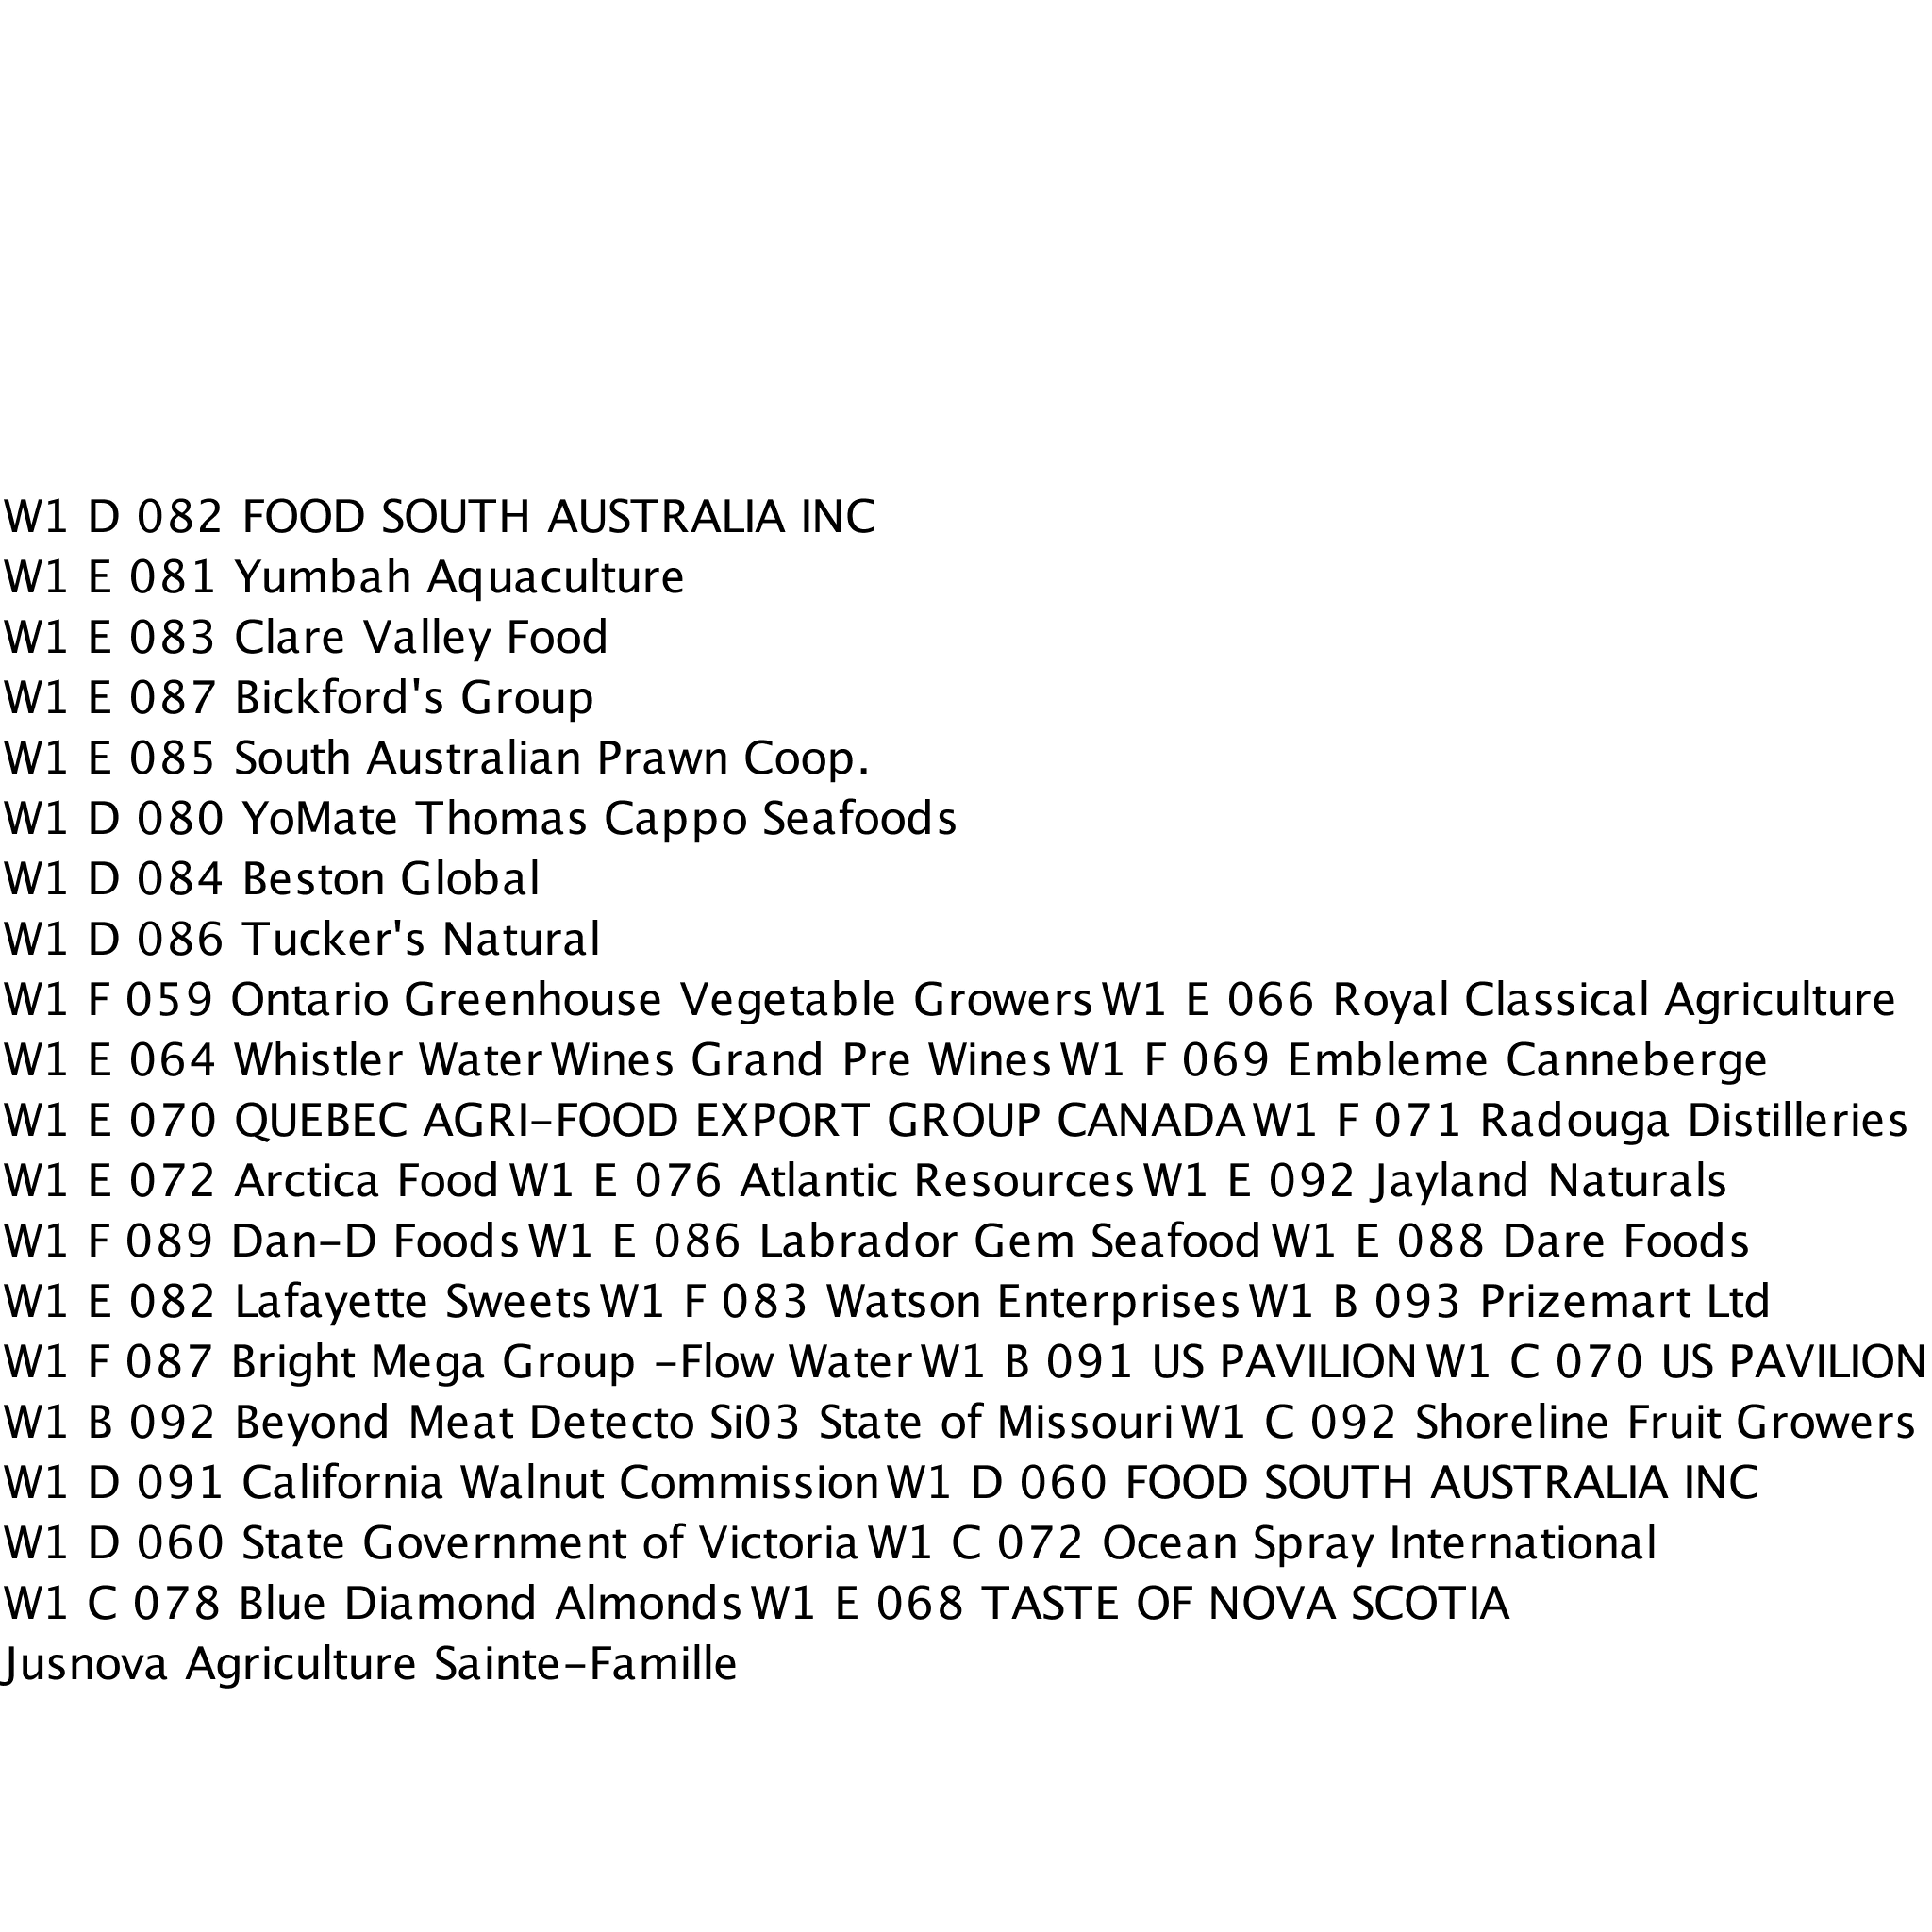 W1 D 082 FOOD SOUTH AUSTRALIA INC
W1 E 081 Yumbah Aquaculture
W1 E 083 Clare Valley Food
W1 E 087 Bickford's Group
W1 E 085 South Australian Prawn Coop.
W1 D 080 YoMate Thomas Cappo Seafoods
W1 D 084 Beston Global
W1 D 086 Tucker's Natural
W1 F 059 Ontario Greenhouse Vegetable Growers W1 E 066 Royal Classical Agriculture
W1 E 064 Whistler Water Wines Grand Pre Wines W1 F 069 Embleme Canneberge
W1 E 070 QUEBEC AGRI-FOOD EXPORT GROUP CANADA W1 F 071 Radouga Distilleries
W1 E 072 Arctica Food W1 E 076 Atlantic Resources W1 E 092 Jayland Naturals
W1 F 089 Dan-D Foods W1 E 086 Labrador Gem Seafood W1 E 088 Dare Foods
W1 E 082 Lafayette Sweets W1 F 083 Watson Enterprises W1 B 093 Prizemart Ltd
W1 F 087 Bright Mega Group -Flow Water W1 B 091 US PAVILION W1 C 070 US PAVILION
W1 B 092 Beyond Meat Detecto Si03 State of Missouri W1 C 092 Shoreline Fruit Growers
W1 D 091 California Walnut Commission W1 D 060 FOOD SOUTH AUSTRALIA INC
W1 D 060 State Government of Victoria W1 C 072 Ocean Spray International
W1 C 078 Blue Diamond Almonds W1 E 068 TASTE OF NOVA SCOTIA
Jusnova Agriculture Sainte-Famille